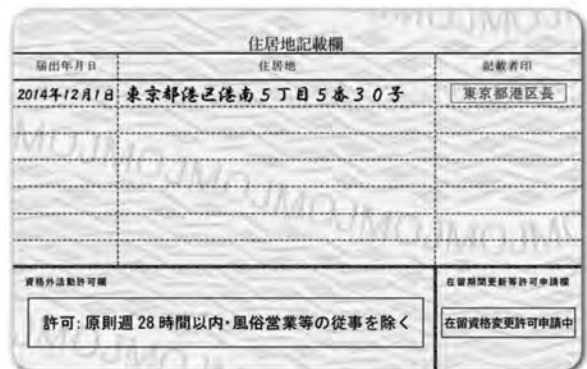 住居地記載欄
届出年月日 住居地 記載者印
2014年12月1日 東京都港区港南5丁目5番30号 東京都港区長
資格外活動許可欄 在留期間更新等許可申請欄
許可:原則週28時間以内・風俗営業等の従事を除く 在留資格変更許可申請中
MOJMOJMOJMOJ